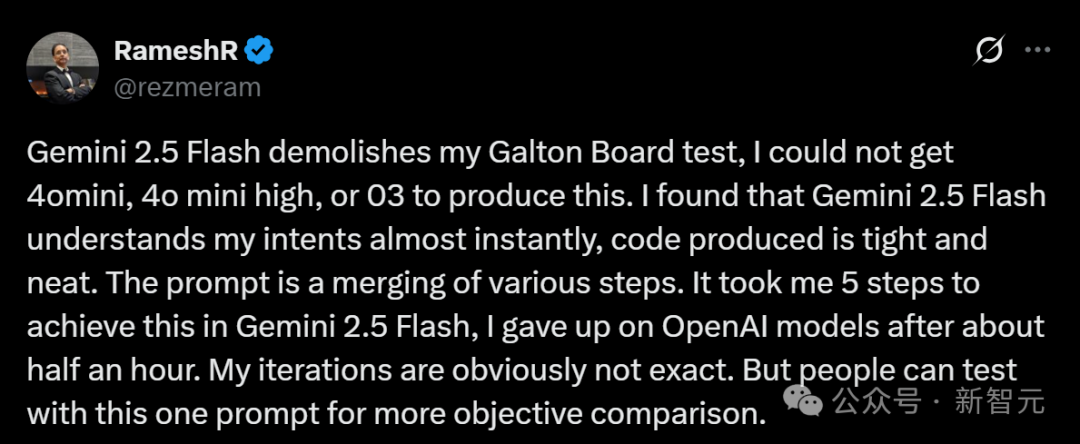 RameshR
@rezmeram
Gemini 2.5 Flash demolishes my Galton Board test, I could not get
4omini, 4o mini high, or 03 to produce this. I found that Gemini 2.5 Flash
understands my intents almost instantly, code produced is tight and
neat. The prompt is a merging of various steps. It took me 5 steps to
achieve this in Gemini 2.5 Flash, I gave up on OpenAI models after about
half an hour. My iterations are obviously not exact. But people can test
with this one prompt for more objective comparison.
公众号 · 新智元